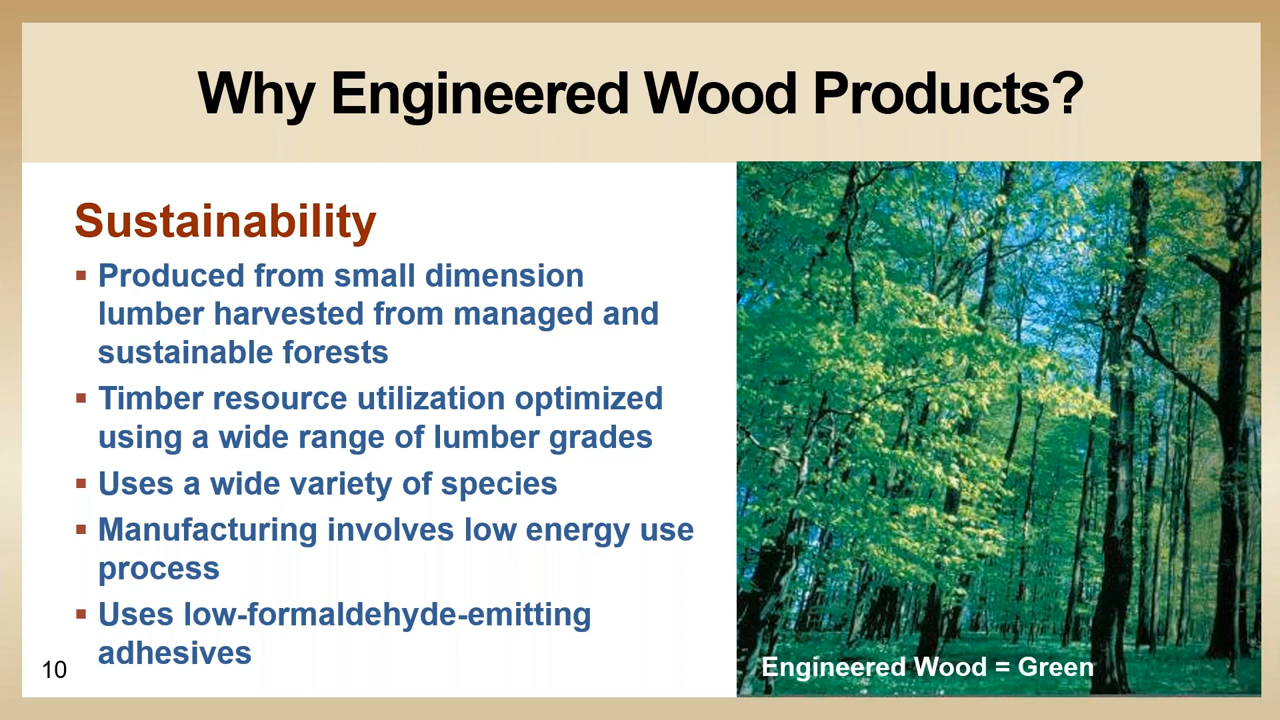 Why Engineered Wood Products?
Sustainability
▪ Produced from small dimension
lumber harvested from managed and
sustainable forests
▪ Timber resource utilization optimized
using a wide range of lumber grades
▪ Uses a wide variety of species
▪ Manufacturing involves low energy use
process
▪ Uses low-formaldehyde-emitting
adhesives
10
Engineered Wood = Green